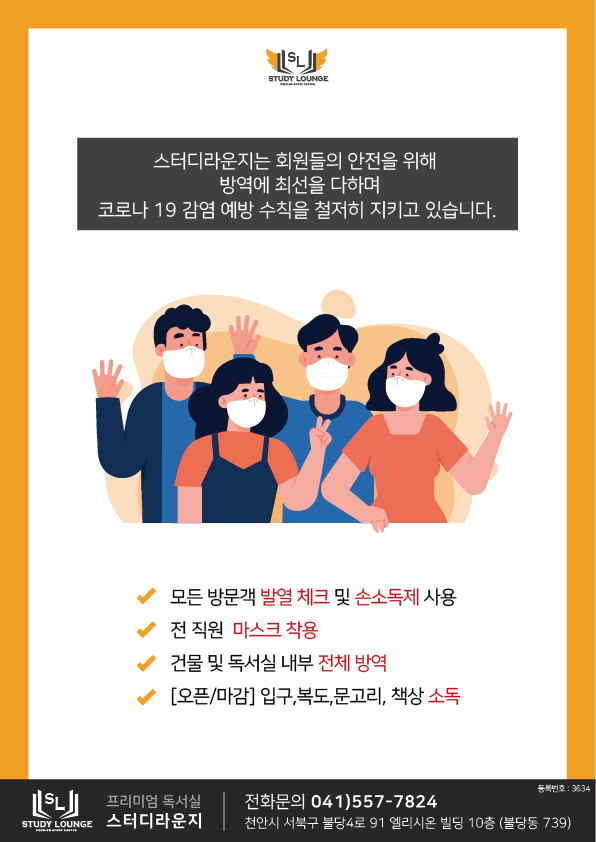 SL
STUDY LOUNGE
PREMIUM STUDY CENTER
스터디라운지는 회원들의 안전을 위해
방역에 최선을 다하며
코로나 19 감염 예방 수칙을 철저히 지키고 있습니다.
모든 방문객 발열 체크 및 손소독제 사용
전 직원 마스크 착용
건물 및 독서실 내부 전체 방역
[오픈/마감] 입구,복도,문고리, 책상 소독
등록번호 : 3634
SL
STUDY LOUNGE
PREMIUM STUDY CENTER
프리미엄 독서실
스터디라운지
전화문의 041)557-7824
천안시 서북구 불당4로 91 엘리시온 빌딩 10층 (불당동 739)